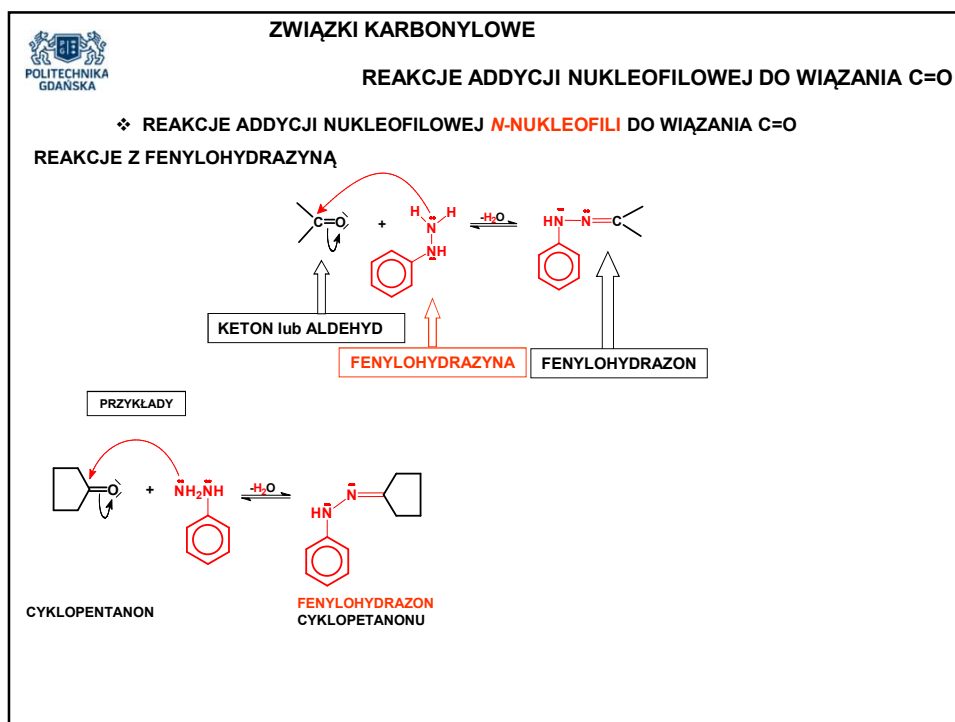 ZWIĄZKI KARBONYLOWE
POLITECHNIKA
GDAŃSKA
REAKCJE ADDYCJI NUKLEOFILOWEJ DO WIĄZANIA C=O
❖ REAKCJE ADDYCJI NUKLEOFILOWEJ N-NUKLEOFILI DO WIĄZANIA C=O
REAKCJE Z FENYLOHYDRAZYNĄ
C=O + H N H NH -H2O HN N=C
KETON lub ALDEHYD
FENYLOHYDRAZYNA
FENYLOHYDRAZON
PRZYKŁADY
O + NH2NH -H2O HN N
CYKLOPENTANON
FENYLOHYDRAZON
CYKLOPETANONU